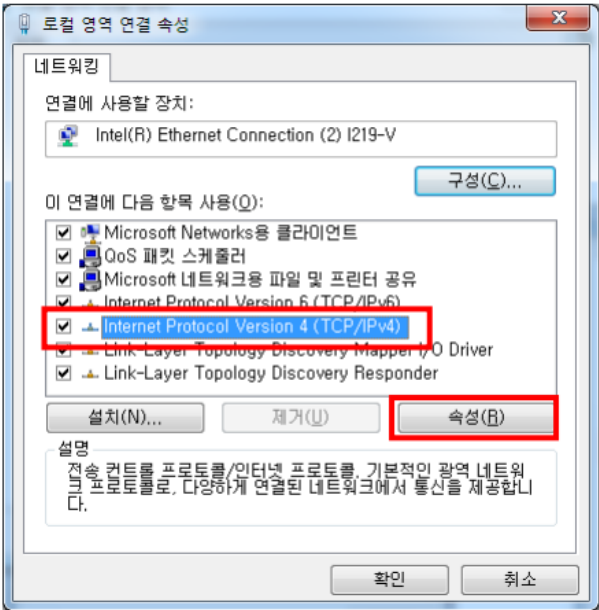 로컬 영역 연결 속성
네트워킹
연결에 사용할 장치:
Intel(R) Ethernet Connection (2) I219-V
구성(C)...
이 연결에 다음 항목 사용(O):
Microsoft Networks용 클라이언트
QoS 패킷 스케줄러
Microsoft 네트워크용 파일 및 프린터 공유
Internet Protocol Version 6 (TCP/IPv6)
Internet Protocol Version 4 (TCP/IPv4)
Link-Layer Topology Discovery Mapper I/O Driver
Link-Layer Topology Discovery Responder
설치(N)... 제거(U) 속성(R)
설명
전송 컨트롤 프로토콜/인터넷 프로토콜. 기본적인 광역 네트워
크 프로토콜로, 다양하게 연결된 네트워크에서 통신을 제공합니
다.
확인 취소